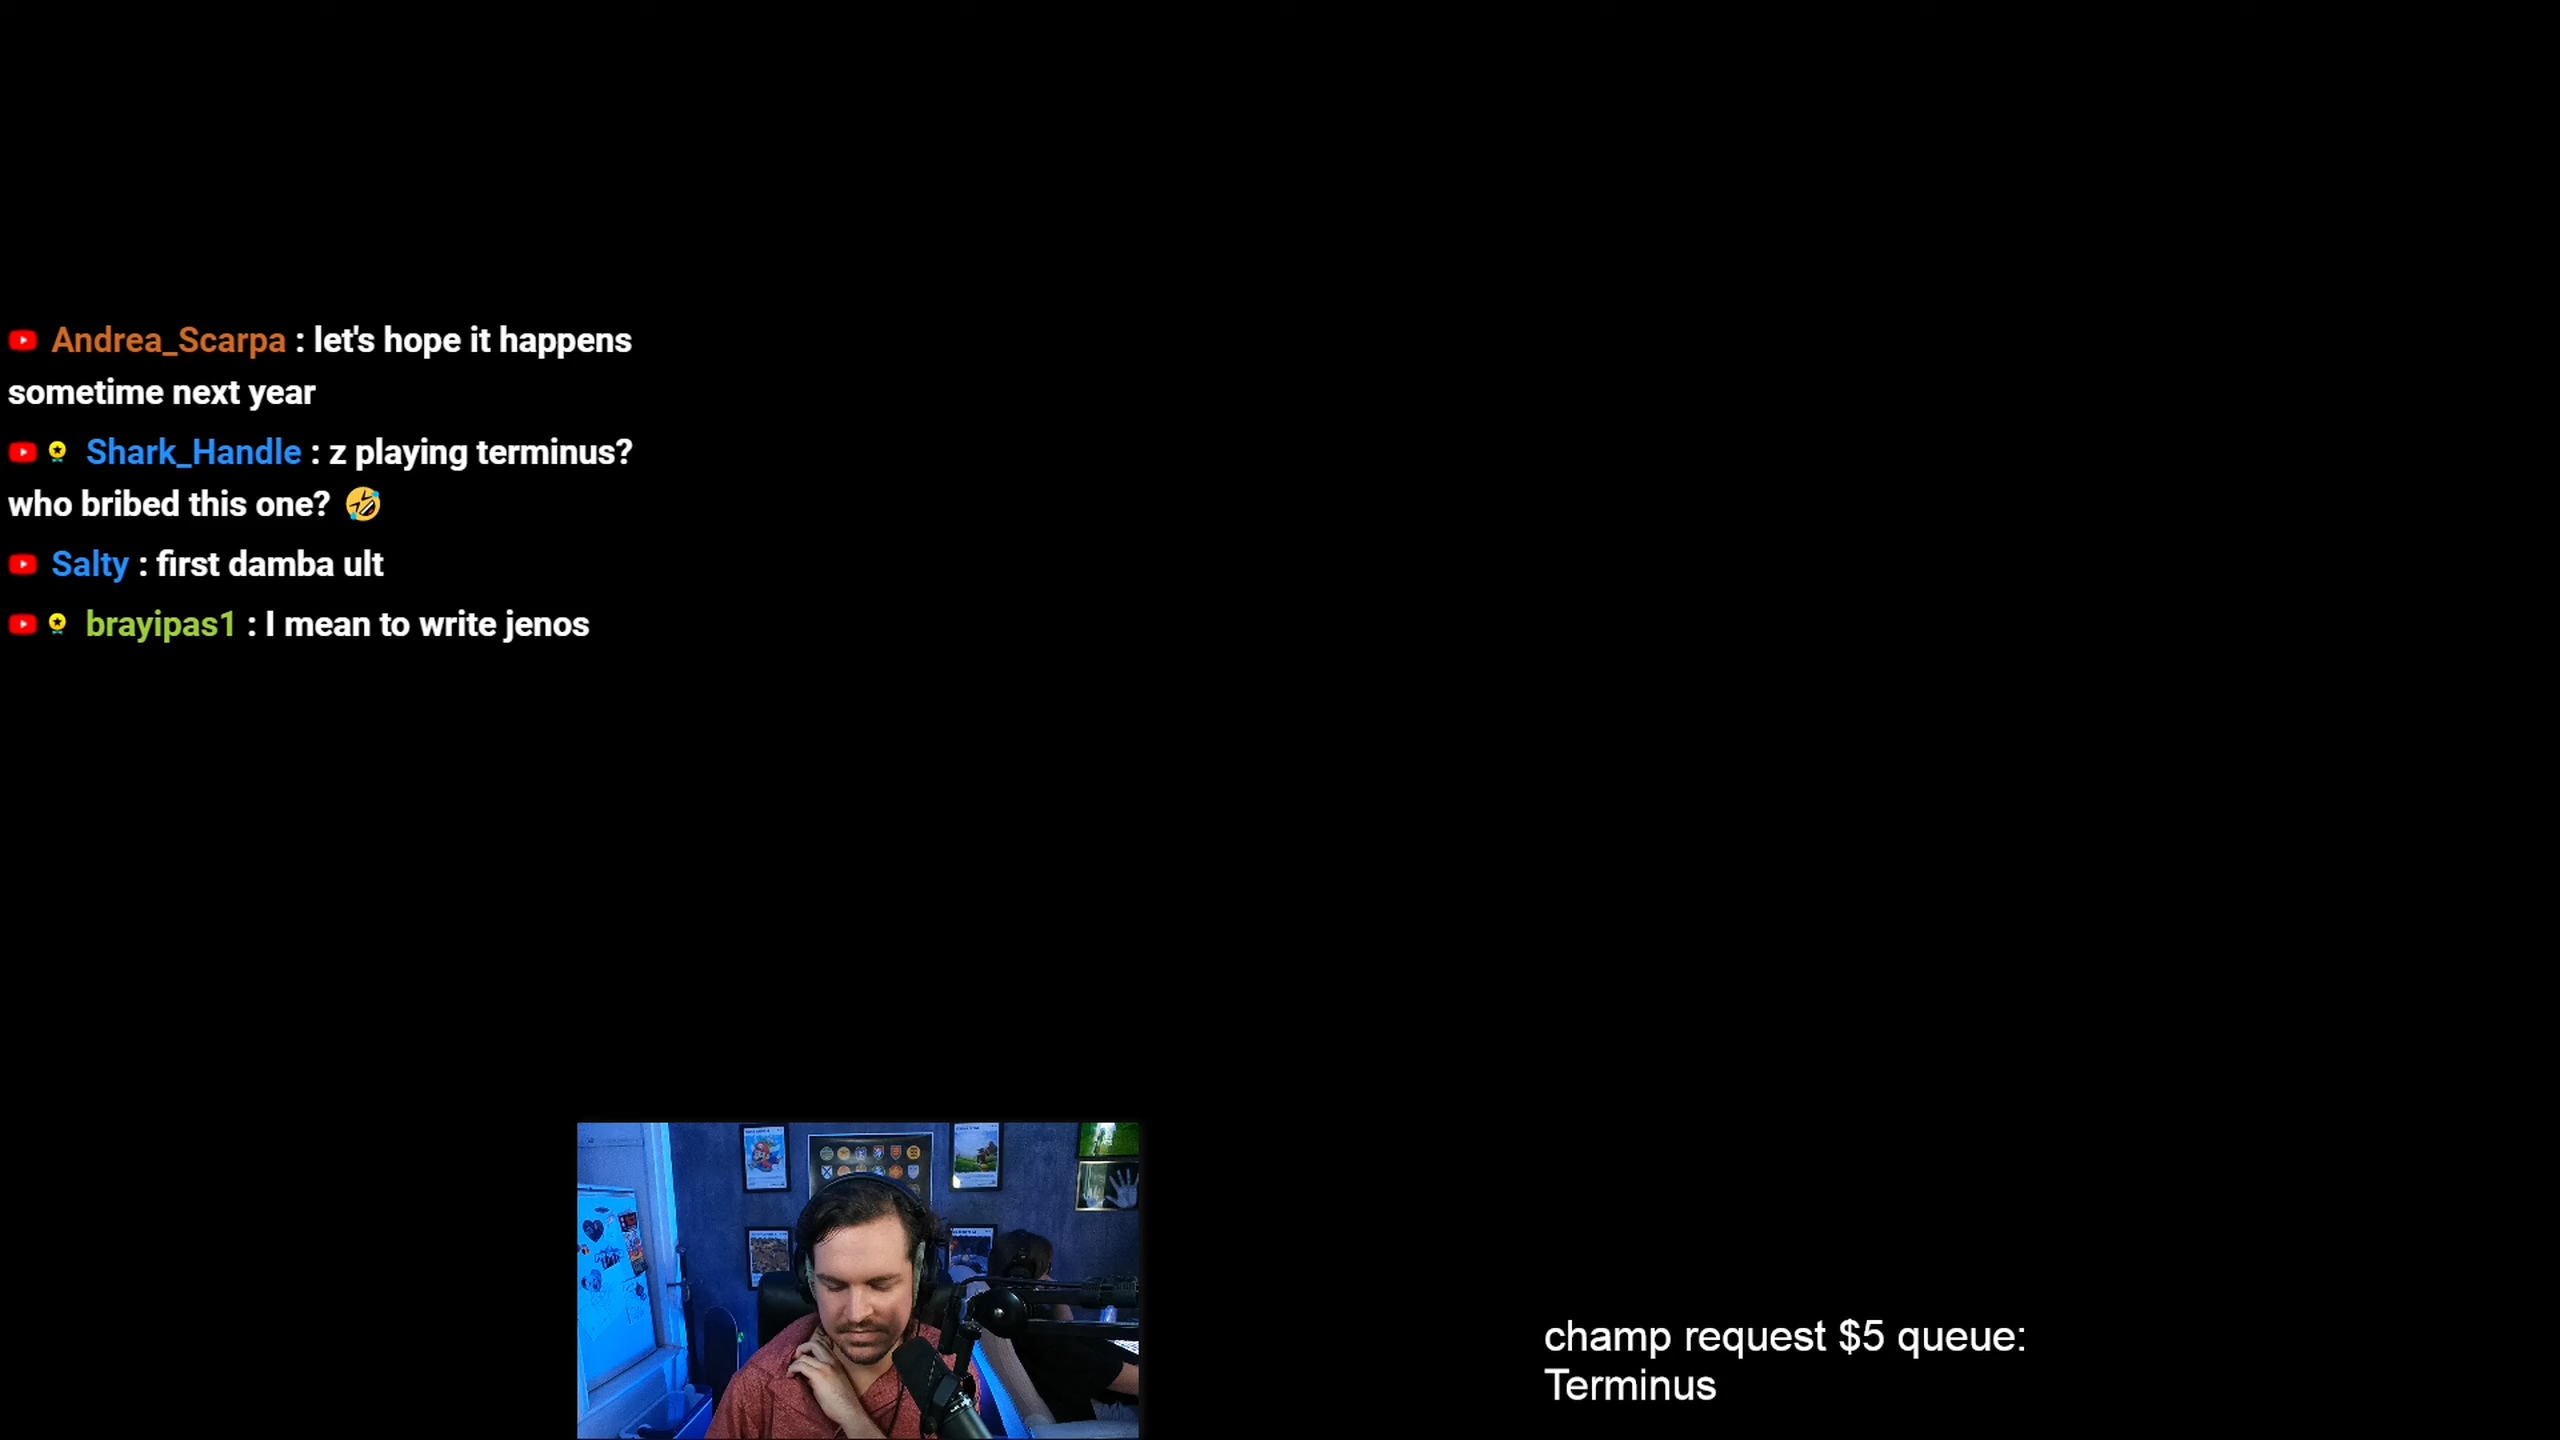 Andrea_Scarpa : let's hope it happens
sometime next year
Shark_Handle : z playing terminus?
who bribed this one? 🤣
Salty : first damba ult
brayipas1 : I mean to write jenos
champ request $5 queue:
Terminus